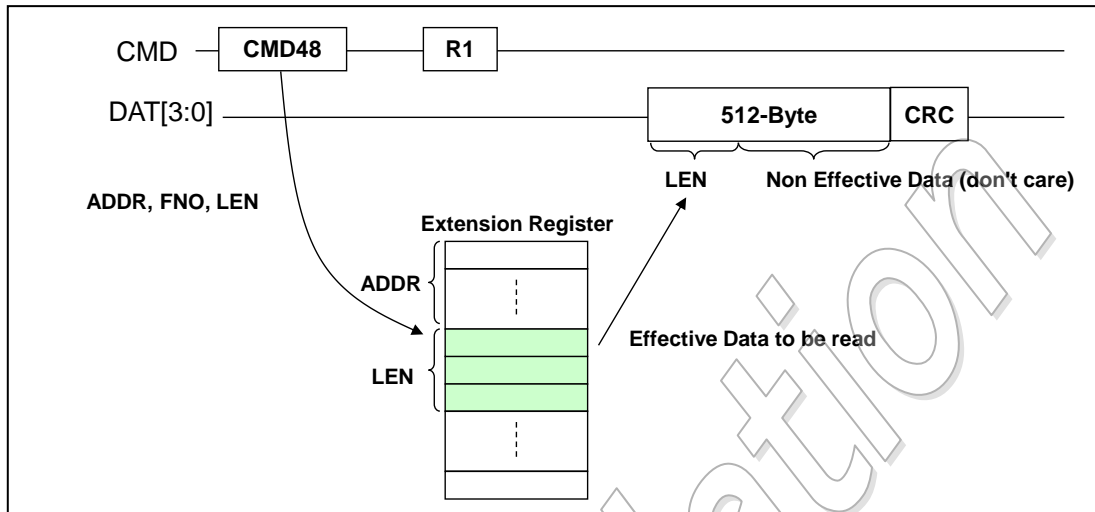 CMD CMD48 R1
DAT[3:0] 512-Byte CRC
LEN Non Effective Data (don't care)
ADDR, FNO, LEN
Extension Register
ADDR
Effective Data to be read
LEN
lation